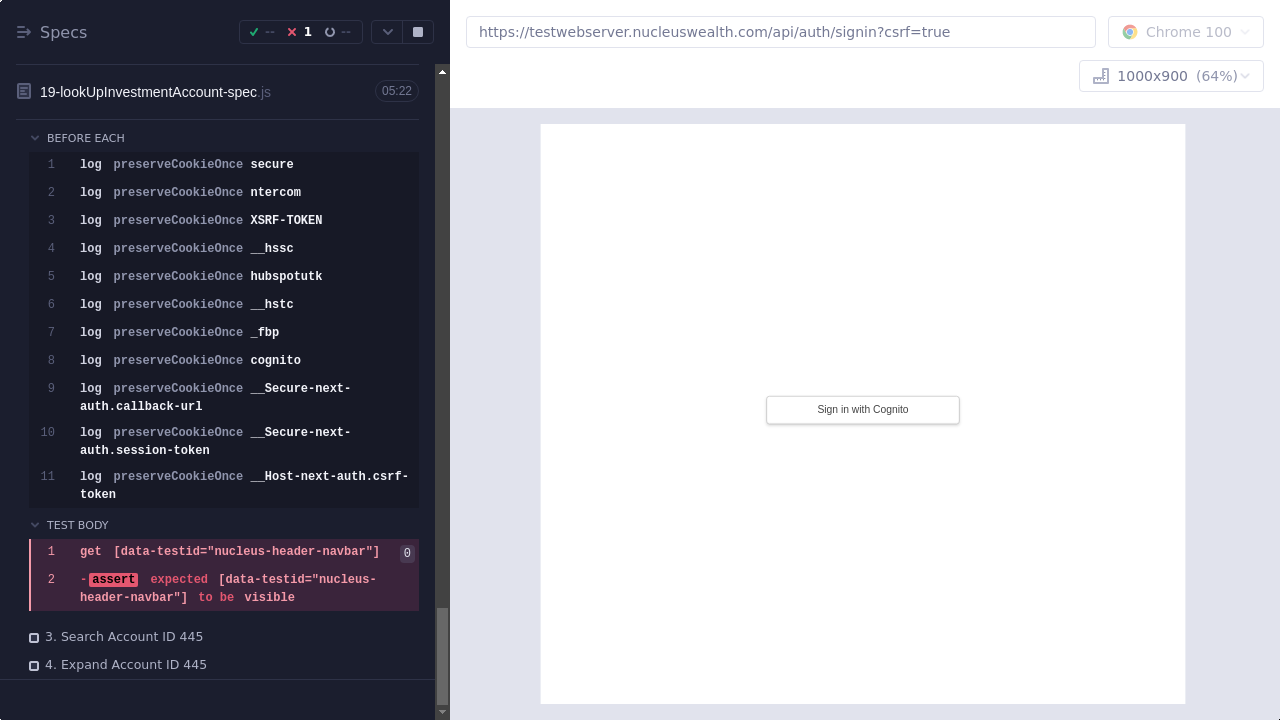 Specs
-- 1 --
19-lookUpInvestmentAccount-spec.js 05:22
BEFORE EACH
1 log preserveCookieOnce secure
2 log preserveCookieOnce ntercom
3 log preserveCookieOnce XSRF-TOKEN
4 log preserveCookieOnce __hssc
5 log preserveCookieOnce hubspotutk
6 log preserveCookieOnce __hstc
7 log preserveCookieOnce _fbp
8 log preserveCookieOnce cognito
9 log preserveCookieOnce __Secure-next-
auth.callback-url
10 log preserveCookieOnce __Secure-next-
auth.session-token
11 log preserveCookieOnce __Host-next-auth.csrf-
token
TEST BODY
1 get [data-testid="nucleus-header-navbar"] 0
2 -assert expected [data-testid="nucleus-
header-navbar"] to be visible
3. Search Account ID 445
4. Expand Account ID 445
https://testwebserver.nucleuswealth.com/api/auth/signin?csrf=true
Chrome 100
1000x900 (64%)
Sign in with Cognito